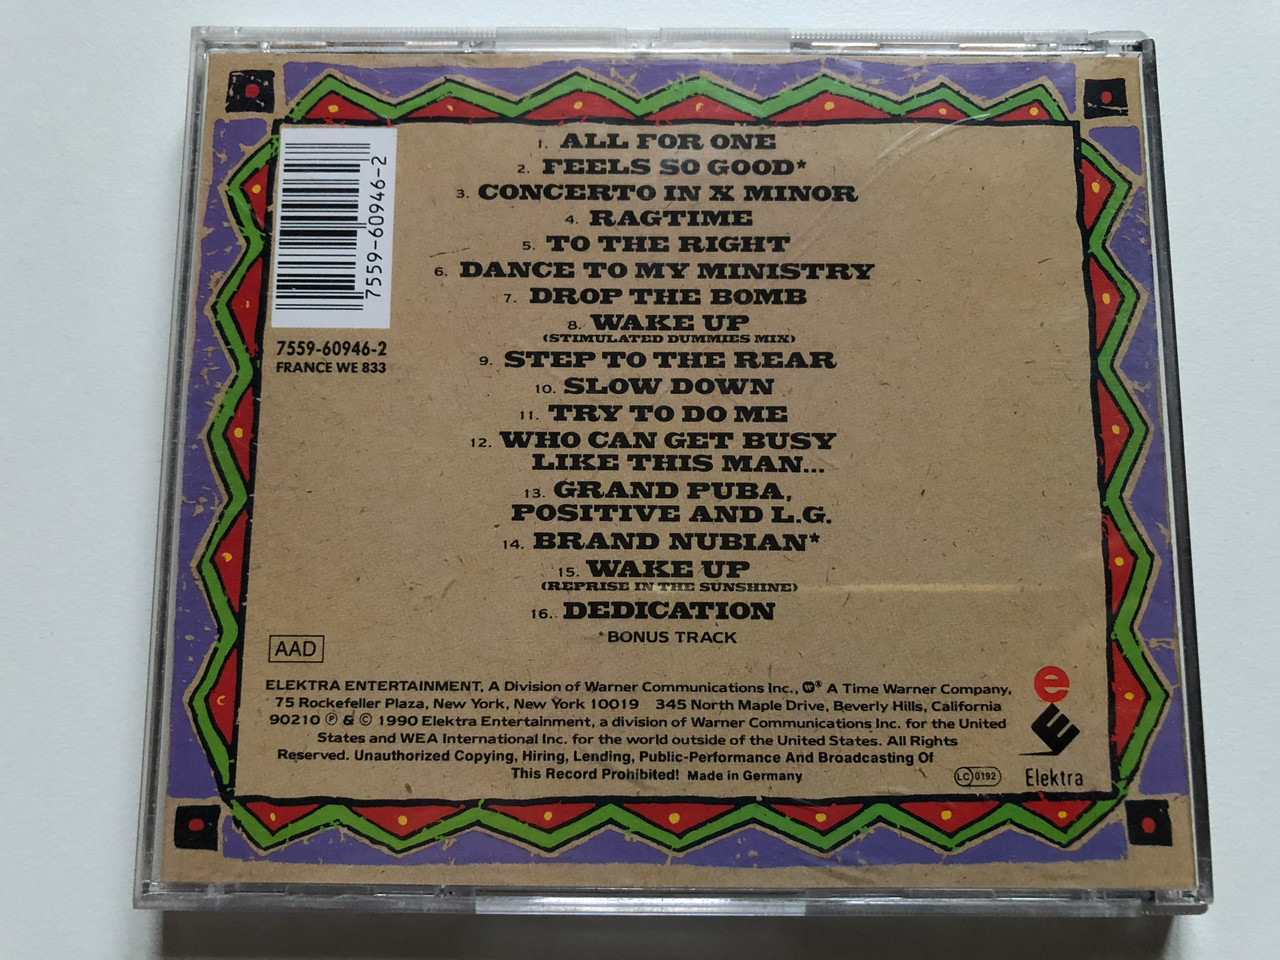 1. ALL FOR ONE
2. FEELS SO GOOD*
3. CONCERTO IN X MINOR
4. RAGTIME
5. TO THE RIGHT
6. DANCE TO MY MINISTRY
7. DROP THE BOMB
8. WAKE UP
(STIMULATED DUMMIES MIX)
9. STEP TO THE REAR
10. SLOW DOWN
11. TRY TO DO ME
12. WHO CAN GET BUSY
LIKE THIS MAN...
13. GRAND PUBA,
POSITIVE AND L.G.
14. BRAND NUBIAN*
15. WAKE UP
(REPRISE IN THE SUNSHINE)
16. DEDICATION
*BONUS TRACK
7559-60946-2
7559-60946-2
FRANCE WE 833
AAD
ELEKTRA ENTERTAINMENT, A Division of Warner Communications Inc., A Time Warner Company,
75 Rockefeller Plaza, New York, New York 10019 345 North Maple Drive, Beverly Hills, California
90210 ℗ & © 1990 Elektra Entertainment, a division of Warner Communications Inc. for the United
States and WEA International Inc. for the world outside of the United States. All Rights
Reserved. Unauthorized Copying, Hiring, Lending, Public-Performance And Broadcasting Of
This Record Prohibited! Made in Germany
LC 0192
e
E
Elektra